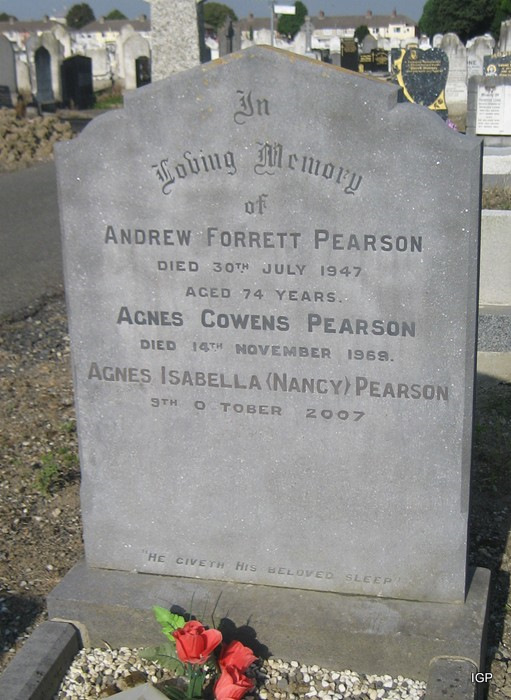 In
Loving Memory
of
ANDREW FORRETT PEARSON
DIED 30TH JULY 1947
AGED 74 YEARS.
AGNES COWENS PEARSON
DIED 14TH NOVEMBER 1969.
AGNES ISABELLA (NANCY) PEARSON
9TH O TOBER 2007
"HE GIVETH HIS BELOVED SLEEP"
IGP